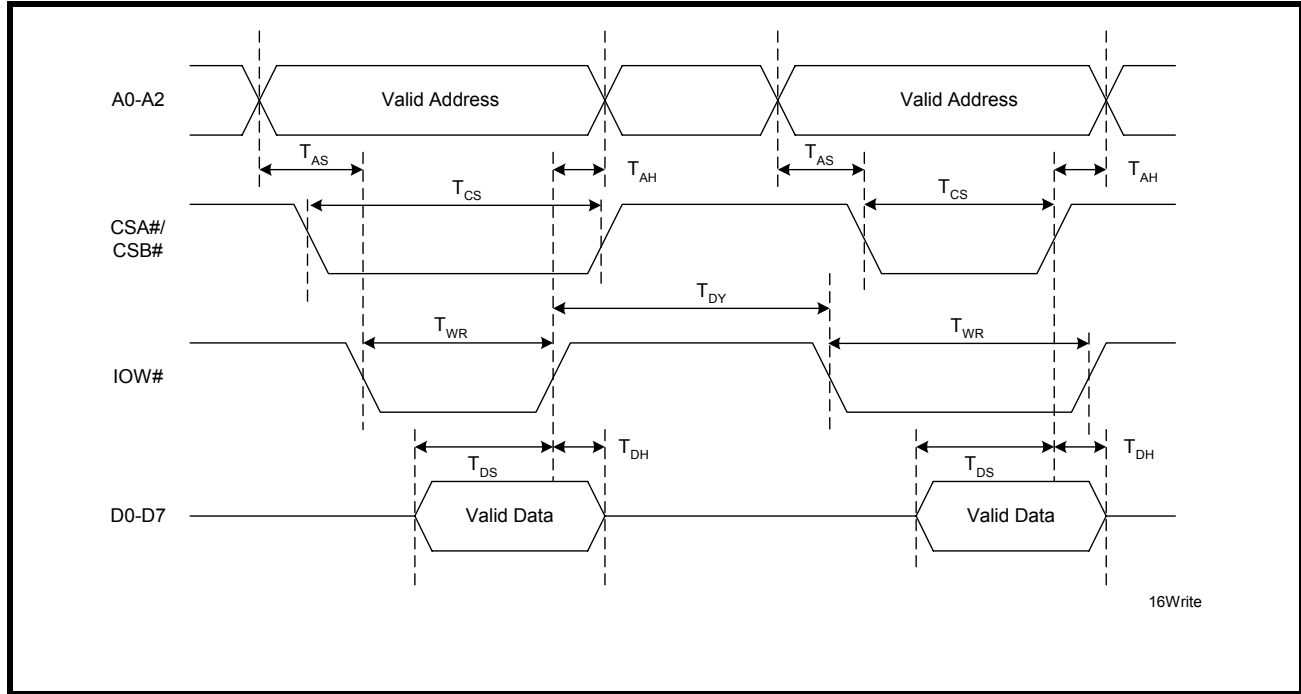 A0-A2
Valid Address
Valid Address
TAS
TAH
TAS
TAH
TCS
TCS
CSA#/
CSB#
TDY
TWR
TWR
IOW#
TDS
TDH
TDS
TDH
D0-D7
Valid Data
Valid Data
16Write